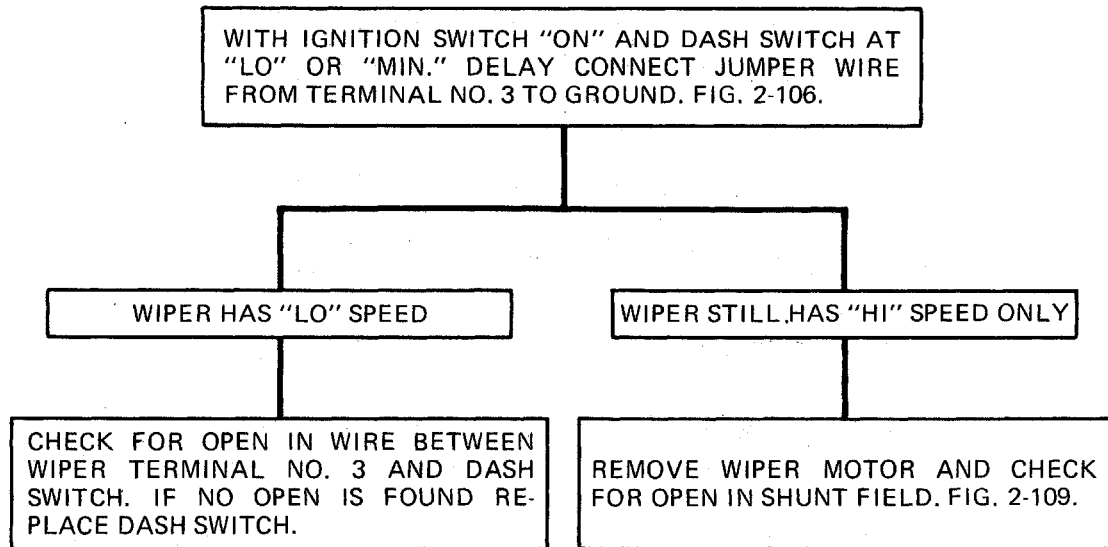 WITH IGNITION SWITCH "ON" AND DASH SWITCH AT
"LO" OR "MIN." DELAY CONNECT JUMPER WIRE
FROM TERMINAL NO. 3 TO GROUND. FIG. 2-106.
WIPER HAS "LO" SPEED
WIPER STILL,HAS "HI" SPEED ONLY
CHECK FOR OPEN IN WIRE BETWEEN
WIPER TERMINAL NO. 3 AND DASH
SWITCH. IF NO OPEN IS FOUND RE-
PLACE DASH SWITCH.
REMOVE WIPER MOTOR AND CHECK
FOR OPEN IN SHUNT FIELD. FIG. 2-109.